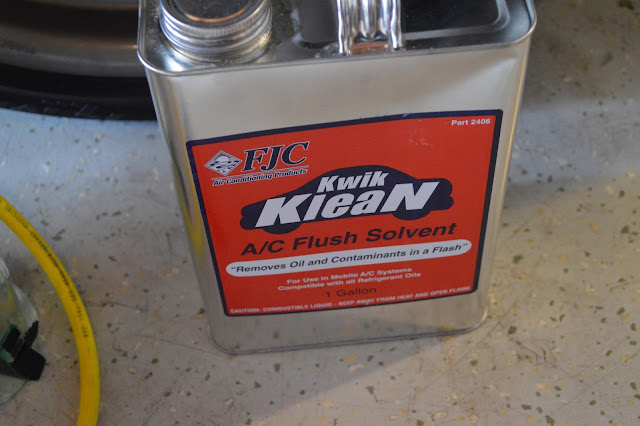 Part 2406
FJC
Air Conditioning Products
Kwik
KleaN
A/C Flush Solvent
"Removes Oil and Contaminants in a Flash"
For Use in Mobile A/C Systems
Compatible with all Refrigerant Oils
1 Gallon
CAUTION: COMBUSTIBLE LIQUID - KEEP AWAY FROM HEAT AND OPEN FLAME